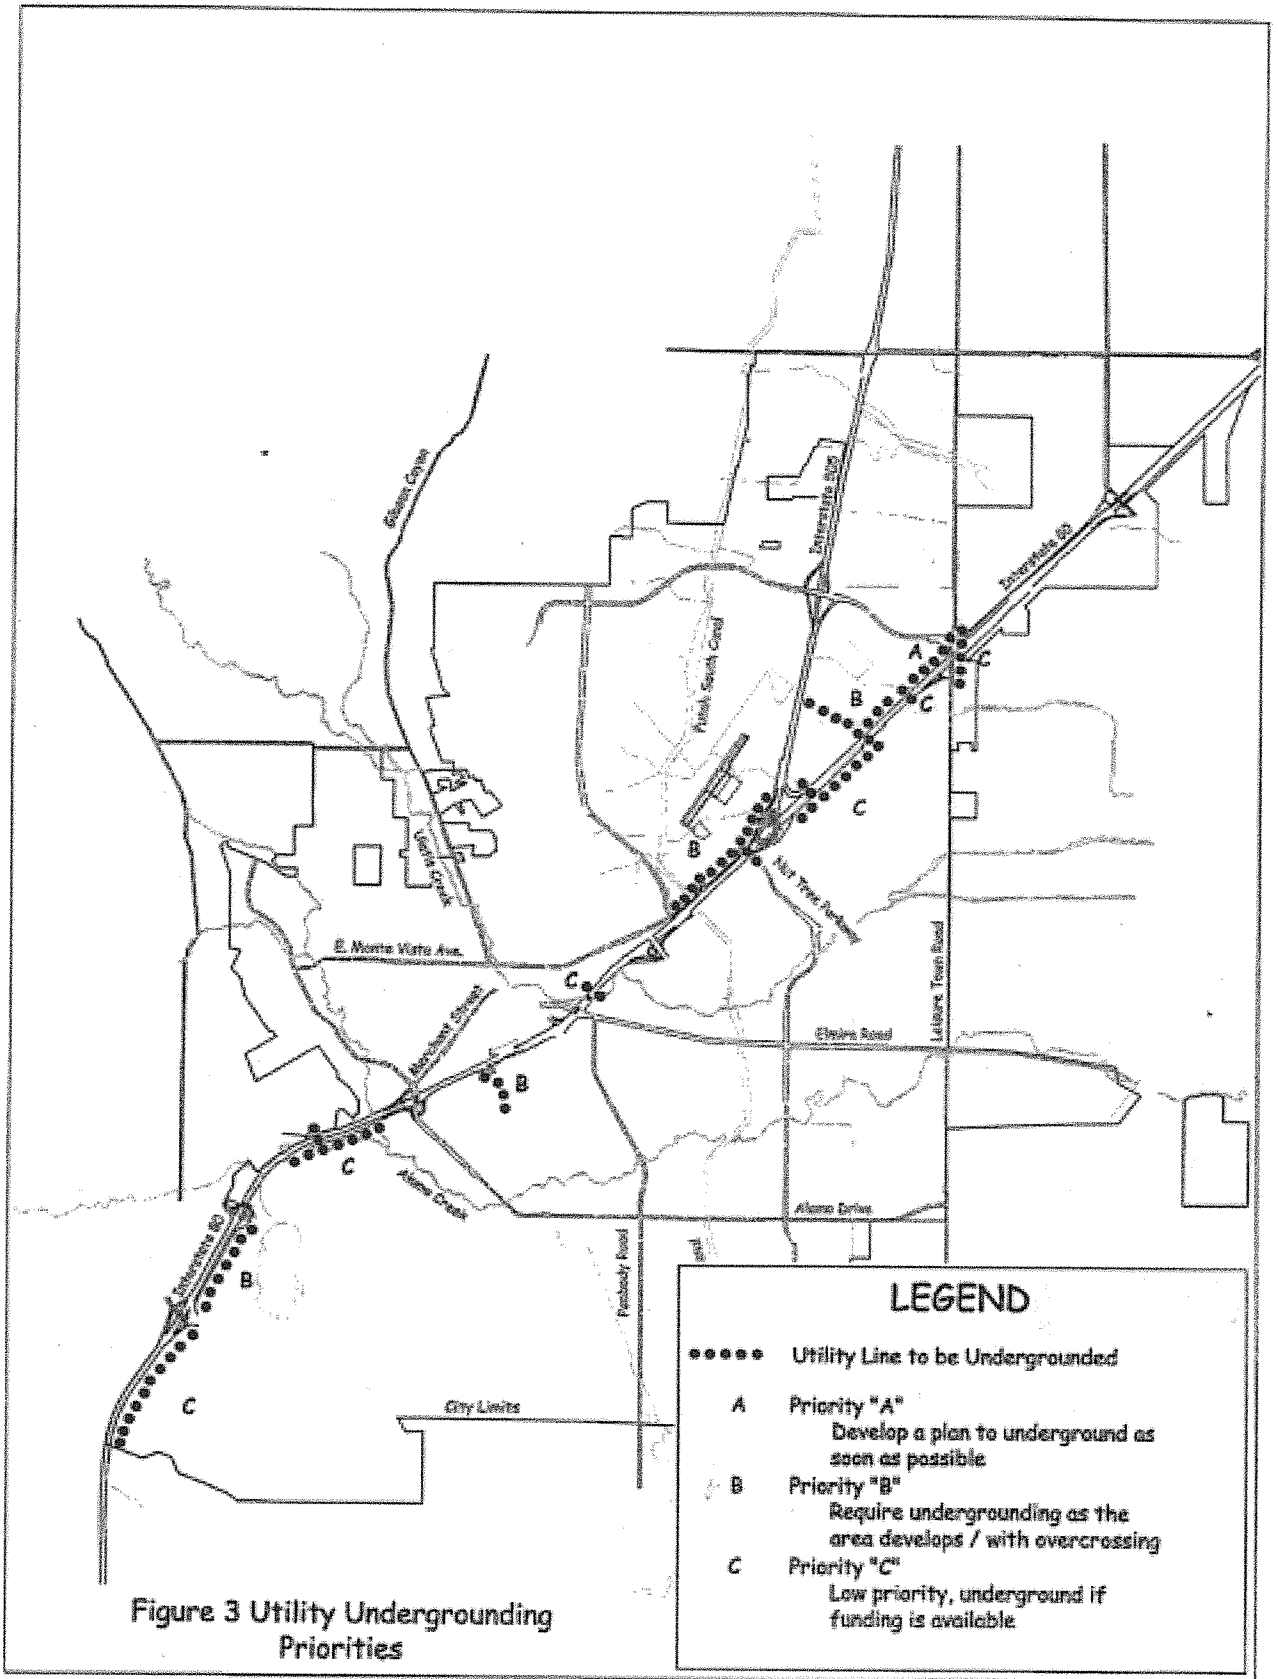 Gibson Cnyn
Interstate 505
Interstate 80
Putah South Canal
A
C
B
C
C
B
Ulatis Creek
Nut Tree Parkway
E. Monte Vista Ave.
C
Leisure Town Road
Merchant Street
Elmira Road
B
C
Alamo Creek
Alamo Drive
Interstate 80
B
Peabody Road
C
City Limits
LEGEND
Utility Line to be Undergrounded
A Priority "A"
Develop a plan to underground as
soon as possible
B Priority "B"
Require undergrounding as the
area develops / with overcrossing
C Priority "C"
Low priority, underground if
funding is available
Figure 3 Utility Undergrounding
Priorities